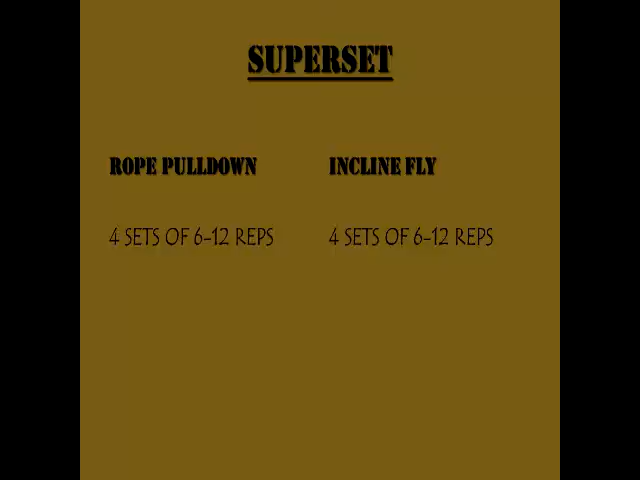 SUPERSET
ROPE PULLDOWN
INCLINE FLY
4 SETS OF 6-12 REPS
4 SETS OF 6-12 REPS